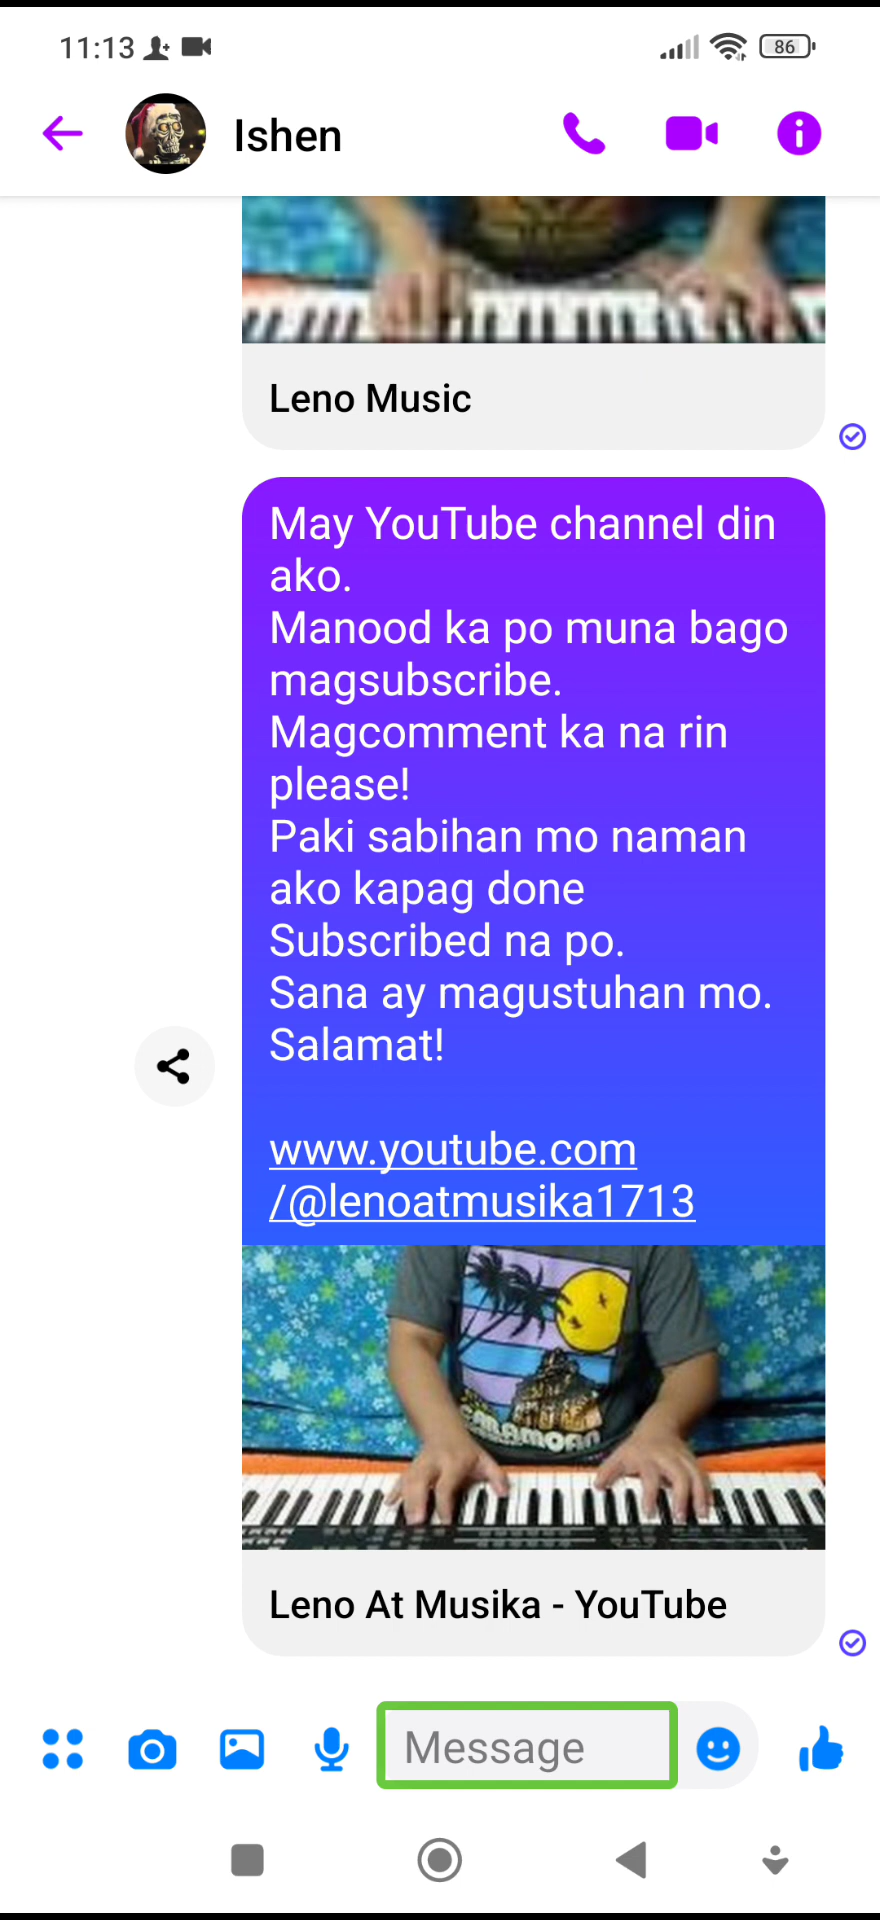 11:13
86
Ishen
Leno Music
May YouTube channel din
ako.
Manood ka po muna bago
magsubscribe.
Magcomment ka na rin
please!
Paki sabihan mo naman
ako kapag done
Subscribed na po.
Sana ay magustuhan mo.
Salamat!
www.youtube.com
/@lenoatmusika1713
CALAMOAN
Leno At Musika - YouTube
Message